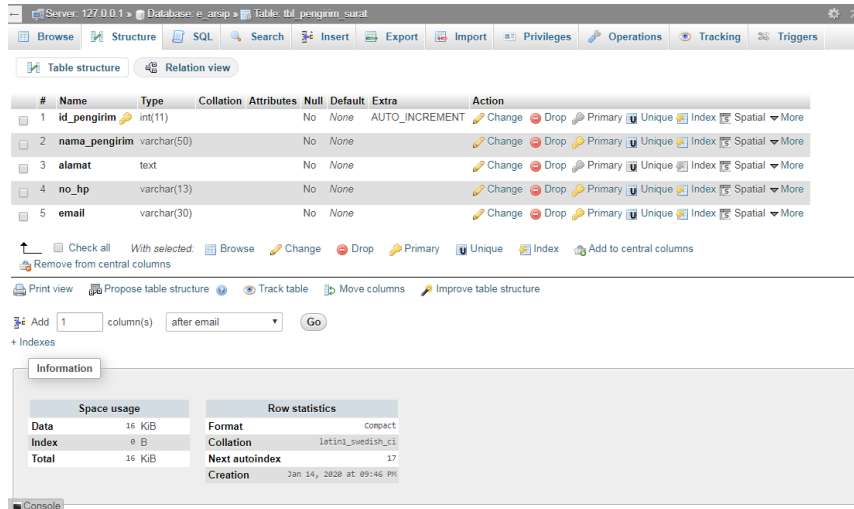 Server: 127.0.0.1 » Database: e_arsip » Table: tbl_pengirim_surat
Browse Structure SQL Search Insert Export Import Privileges Operations Tracking Triggers
Table structure Relation view
# Name Type Collation Attributes Null Default Extra Action
1 id_pengirim int(11) No None AUTO_INCREMENT Change Drop Primary Unique Index Spatial More
2 nama_pengirim varchar(50) No None Change Drop Primary Unique Index Spatial More
3 alamat text No None Change Drop Primary Unique Index Spatial More
4 no_hp varchar(13) No None Change Drop Primary Unique Index Spatial More
5 email varchar(30) No None Change Drop Primary Unique Index Spatial More
Check all With selected: Browse Change Drop Primary Unique Index Add to central columns
Remove from central columns
Print view Propose table structure Track table Move columns Improve table structure
Add 1 column(s) after email Go
+ Indexes
Information
Space usage
Data 16 KiB
Index 0 B
Total 16 KiB
Row statistics
Format Compact
Collation latin1_swedish_ci
Next autoindex 17
Creation Jan 14, 2020 at 09:46 PM
Console